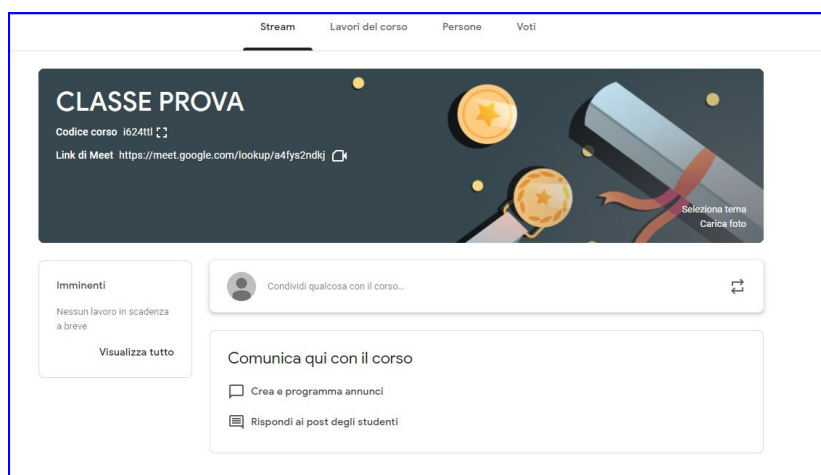 Stream Lavori del corso Persone Voti
CLASSE PROVA
Codice corso i624ttl
Link di Meet https://meet.google.com/lookup/a4fys2ndkj
Seleziona tema
Carica foto
Imminenti
Nessun lavoro in scadenza
a breve
Visualizza tutto
Condividi qualcosa con il corso...
Comunica qui con il corso
Crea e programma annunci
Rispondi ai post degli studenti